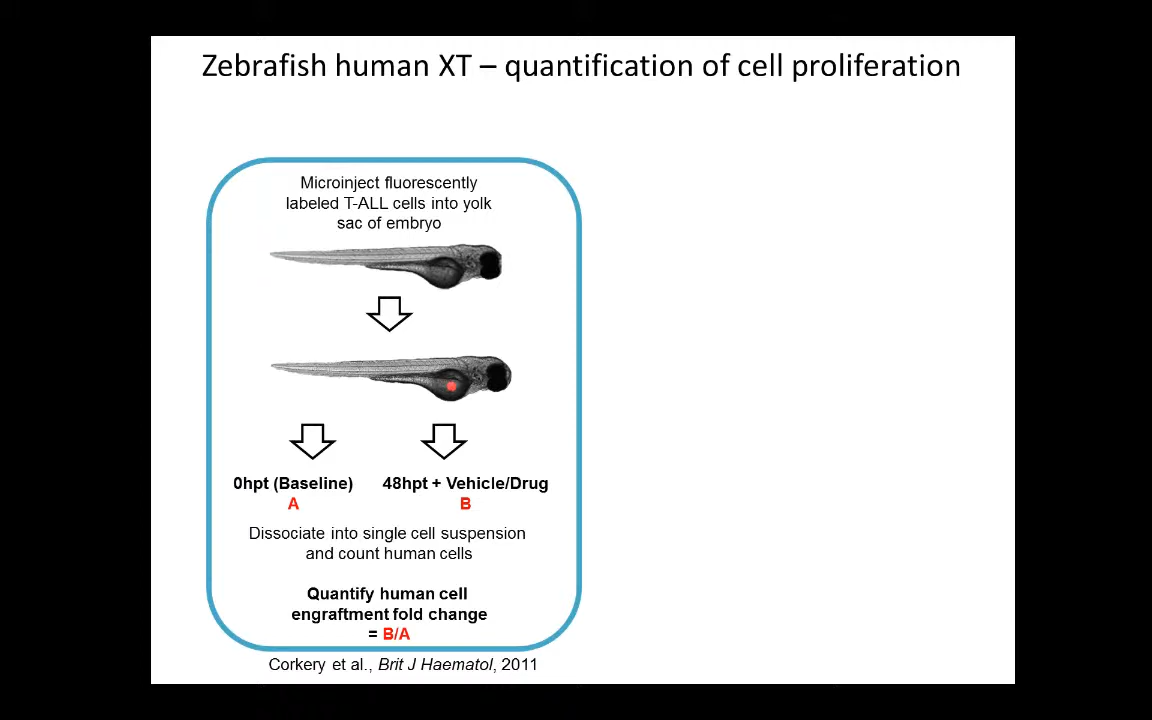 Zebrafish human XT – quantification of cell proliferation
Microinject fluorescently
labeled T-ALL cells into yolk
sac of embryo
0hpt (Baseline)
A
48hpt + Vehicle/Drug
B
Dissociate into single cell suspension
and count human cells
Quantify human cell
engraftment fold change
= B/A
Corkery et al., Brit J Haematol, 2011